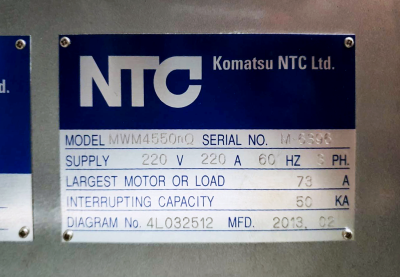 NTC Komatsu NTC Ltd.
d.
MODEL SERIAL NO.
SUPPLY 220 V 220 A 60 HZ 3 PH.
LARGEST MOTOR OR LOAD 73 A
INTERRUPTING CAPACITY 50 KA
DIAGRAM No. 4L032512 MFD. 2013. 02